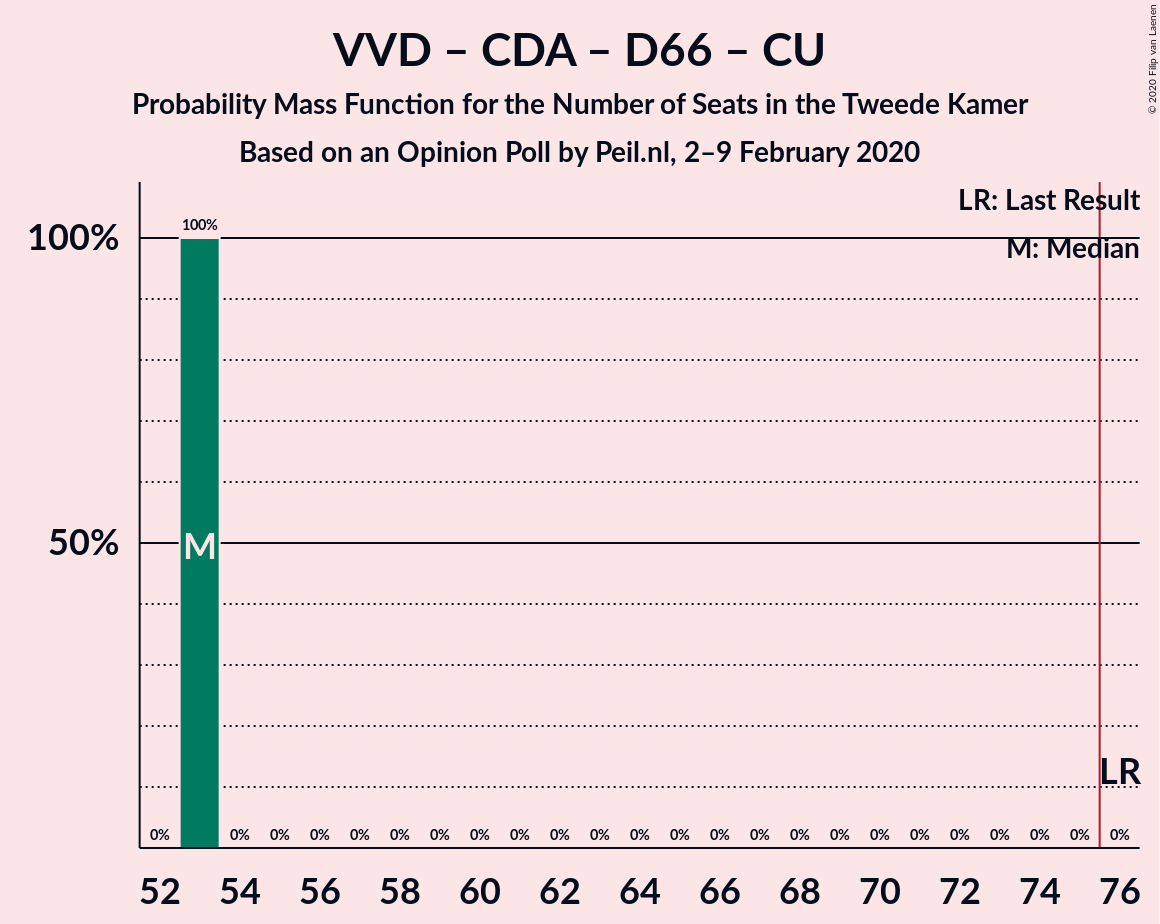 VVD – CDA – D66 – CU
Probability Mass Function for the Number of Seats in the Tweede Kamer
Based on an Opinion Poll by Peil.nl, 2–9 February 2020
© 2020 Filip van Laenen
LR: Last Result
M: Median
100%
100%
50%
M
LR
0% 0% 0% 0% 0% 0% 0% 0% 0% 0% 0% 0% 0% 0% 0% 0% 0% 0% 0% 0% 0% 0% 0% 0%
52 54 56 58 60 62 64 66 68 70 72 74 76